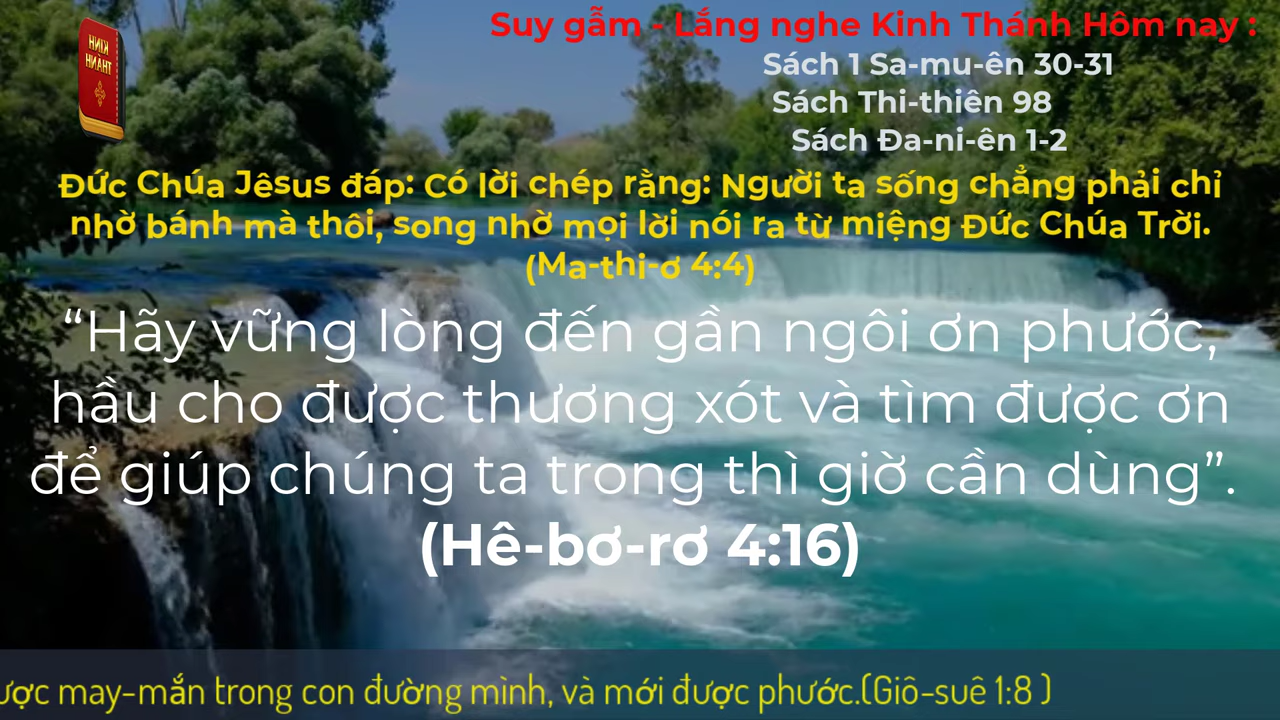 Suy gẫm - Lắng nghe Kinh Thánh Hôm nay :
Sách 1 Sa-mu-ên 30-31
Sách Thi-thiên 98
Sách Đa-ni-ên 1-2
KINH
THÁNH
Đức Chúa Jêsus đáp: Có lời chép rằng: Người ta sống chẳng phải chỉ
nhờ bánh mà thôi, song nhờ mọi lời nói ra từ miệng Đức Chúa Trời.
(Ma-thi-ơ 4:4)
“Hãy vững lòng đến gần ngôi ơn phước,
hầu cho được thương xót và tìm được ơn
để giúp chúng ta trong thì giờ cần dùng”.
(Hê-bơ-rơ 4:16)
may-mắn trong con đường mình, và mới được phước.(Giô-suê 1:8 )